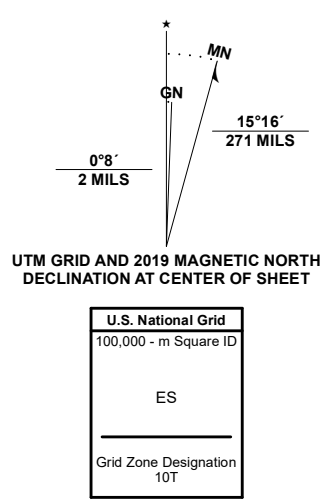 ★
MN
GN
15°16´
271 MILS
0°8´
2 MILS
UTM GRID AND 2019 MAGNETIC NORTH
DECLINATION AT CENTER OF SHEET
U.S. National Grid
100,000 - m Square ID
ES
Grid Zone Designation
10T